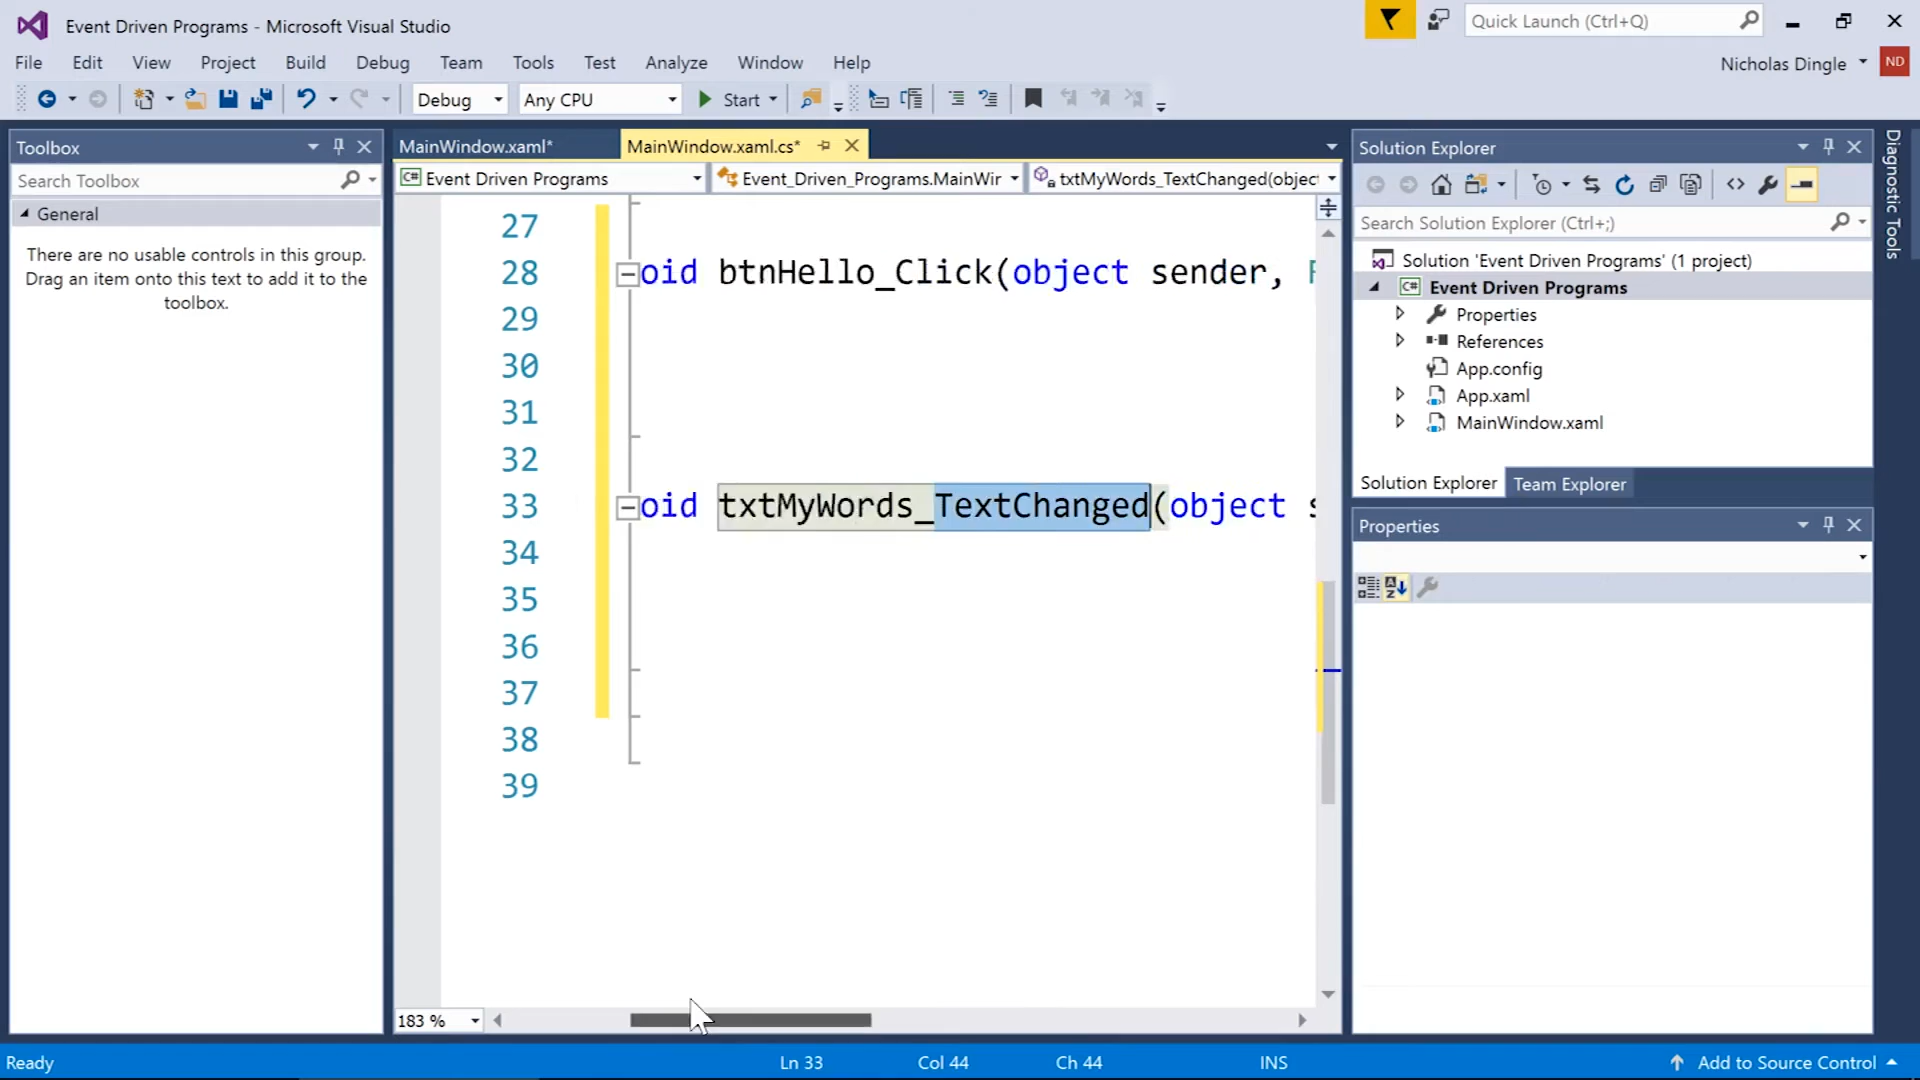 Event Driven Programs - Microsoft Visual Studio
Quick Launch (Ctrl+Q)
File Edit View Project Build Debug Team Tools Test Analyze Window Help
Nicholas Dingle ND
Debug Any CPU Start
Toolbox
Search Toolbox
General
There are no usable controls in this group.
Drag an item onto this text to add it to the
toolbox.
MainWindow.xaml* MainWindow.xaml.cs*
C# Event Driven Programs Event_Driven_Programs.MainWir txtMyWords_TextChanged(object
27
28 oid btnHello_Click(object sender,
29
30
31
32
33 oid txtMyWords_TextChanged(object s
34
35
36
37
38
39
183 %
Solution Explorer
Search Solution Explorer (Ctrl+;)
Solution 'Event Driven Programs' (1 project)
C# Event Driven Programs
Properties
References
App.config
App.xaml
MainWindow.xaml
Solution Explorer Team Explorer
Properties
Diagnostic Tools
Ready Ln 33 Col 44 Ch 44 INS Add to Source Control